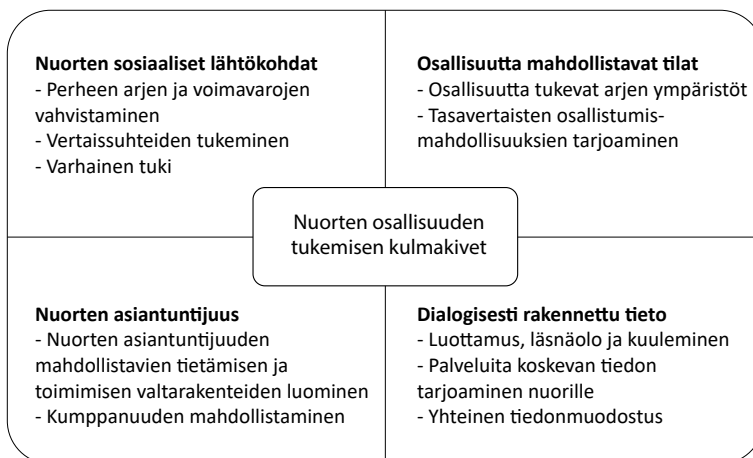 Nuorten sosiaaliset lähtökohdat
- Perheen arjen ja voimavarojen
vahvistaminen
- Vertaissuhteiden tukeminen
- Varhainen tuki
Osallisuutta mahdollistavat tilat
- Osallisuutta tukevat arjen ympäristöt
- Tasavertaisten osallistumis-
mahdollisuuksien tarjoaminen
Nuorten osallisuuden
tukemisen kulmakivet
Nuorten asiantuntijuus
- Nuorten asiantuntijuuden
mahdollistavien tietämisen ja
toimimisen valtarakenteiden luominen
- Kumppanuuden mahdollistaminen
Dialogisesti rakennettu tieto
- Luottamus, läsnäolo ja kuuleminen
- Palveluita koskevan tiedon
tarjoaminen nuorille
- Yhteinen tiedonmuodostus